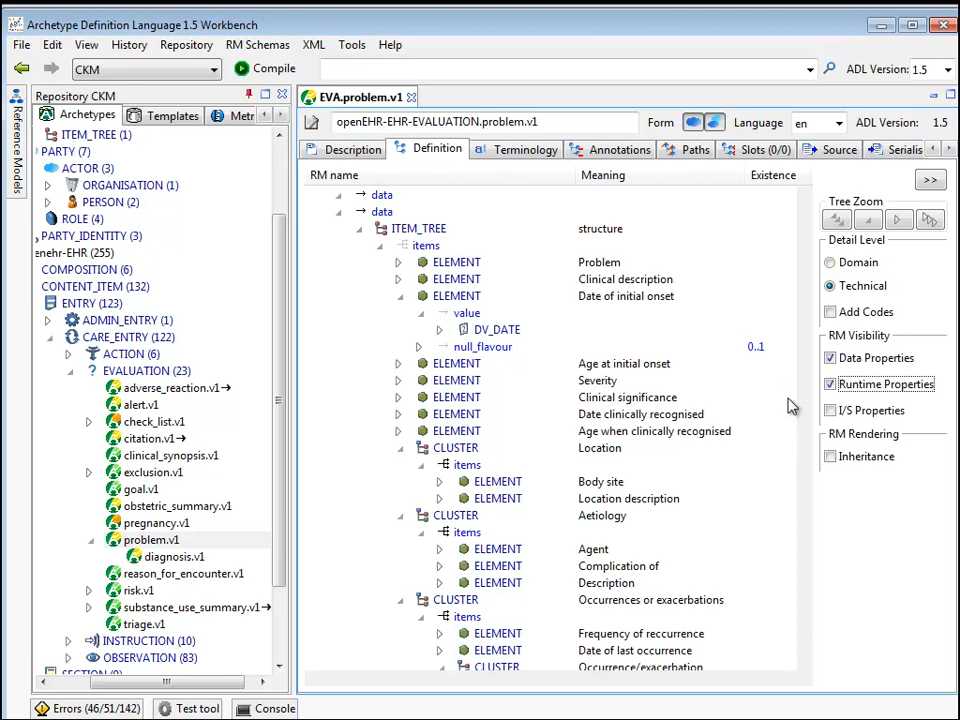 Archetype Definition Language 1.5 Workbench
File Edit View History Repository RM Schemas XML Tools Help
CKM Compile ADL Version: 1.5
Reference Models
Repository CKM
Archetypes Templates Metr
ITEM_TREE (1)
PARTY (7)
ACTOR (3)
ORGANISATION (1)
PERSON (2)
ROLE (4)
PARTY_IDENTITY (3)
enehr-EHR (255)
COMPOSITION (6)
CONTENT_ITEM (132)
ENTRY (123)
ADMIN_ENTRY (1)
CARE_ENTRY (122)
ACTION (6)
EVALUATION (23)
adverse_reaction.v1
alert.v1
check_list.v1
citation.v1
clinical_synopsis.v1
exclusion.v1
goal.v1
obstetric_summary.v1
pregnancy.v1
problem.v1
diagnosis.v1
reason_for_encounter.v1
risk.v1
substance_use_summary.v1
triage.v1
INSTRUCTION (10)
OBSERVATION (83)
SECTION (9)
EVA.problem.v1
openEHR-EHR-EVALUATION.problem.v1 Form Language en ADL Version: 1.5
Description Definition Terminology Annotations Paths Slots (0/0) Source Serialis
RM name Meaning Existence
data
data
ITEM_TREE structure
items
ELEMENT Problem
ELEMENT Clinical description
ELEMENT Date of initial onset
value
DV_DATE
null_flavour 0..1
ELEMENT Age at initial onset
ELEMENT Severity
ELEMENT Clinical significance
ELEMENT Date clinically recognised
ELEMENT Age when clinically recognised
CLUSTER Location
items
ELEMENT Body site
ELEMENT Location description
CLUSTER Aetiology
items
ELEMENT Agent
ELEMENT Complication of
ELEMENT Description
CLUSTER Occurrences or exacerbations
items
ELEMENT Frequency of reccurrence
ELEMENT Date of last occurrence
CLUSTER Occurrence/exacerbation
>>
Tree Zoom
Detail Level
Domain
Technical
Add Codes
RM Visibility
Data Properties
Runtime Properties
I/S Properties
RM Rendering
Inheritance
Errors (46/51/142) Test tool Console